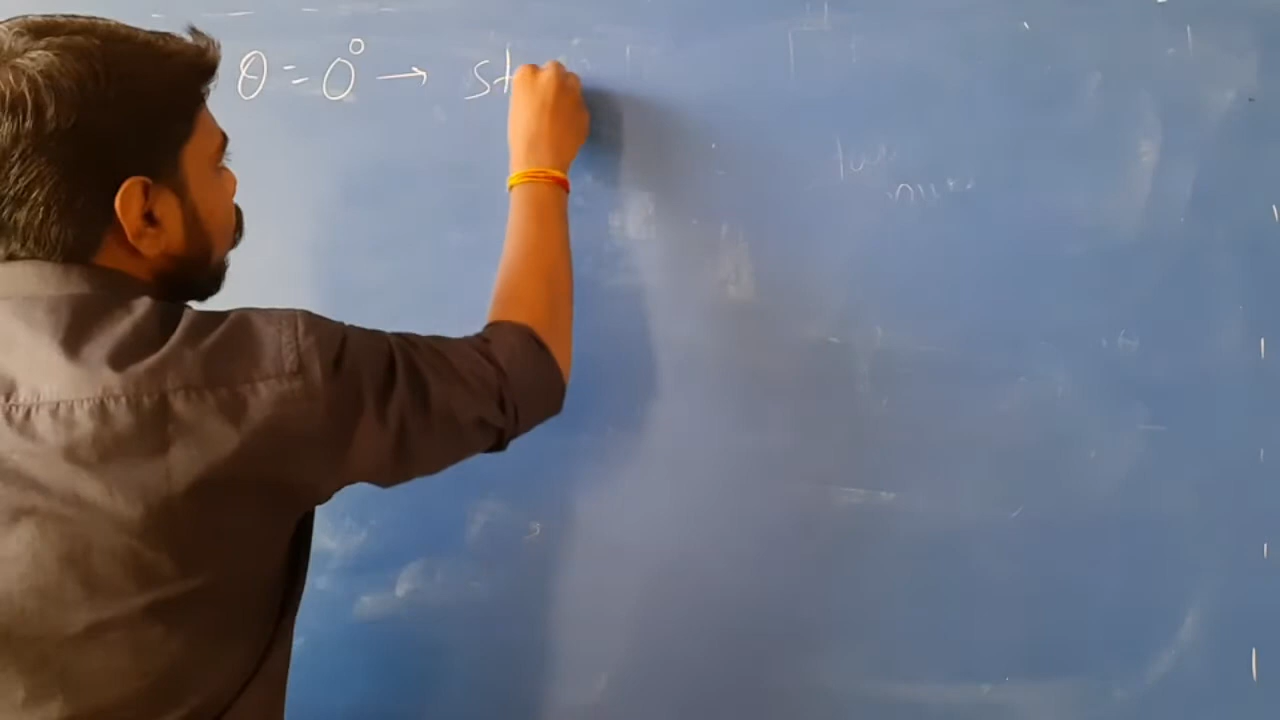 θ = 0° → st